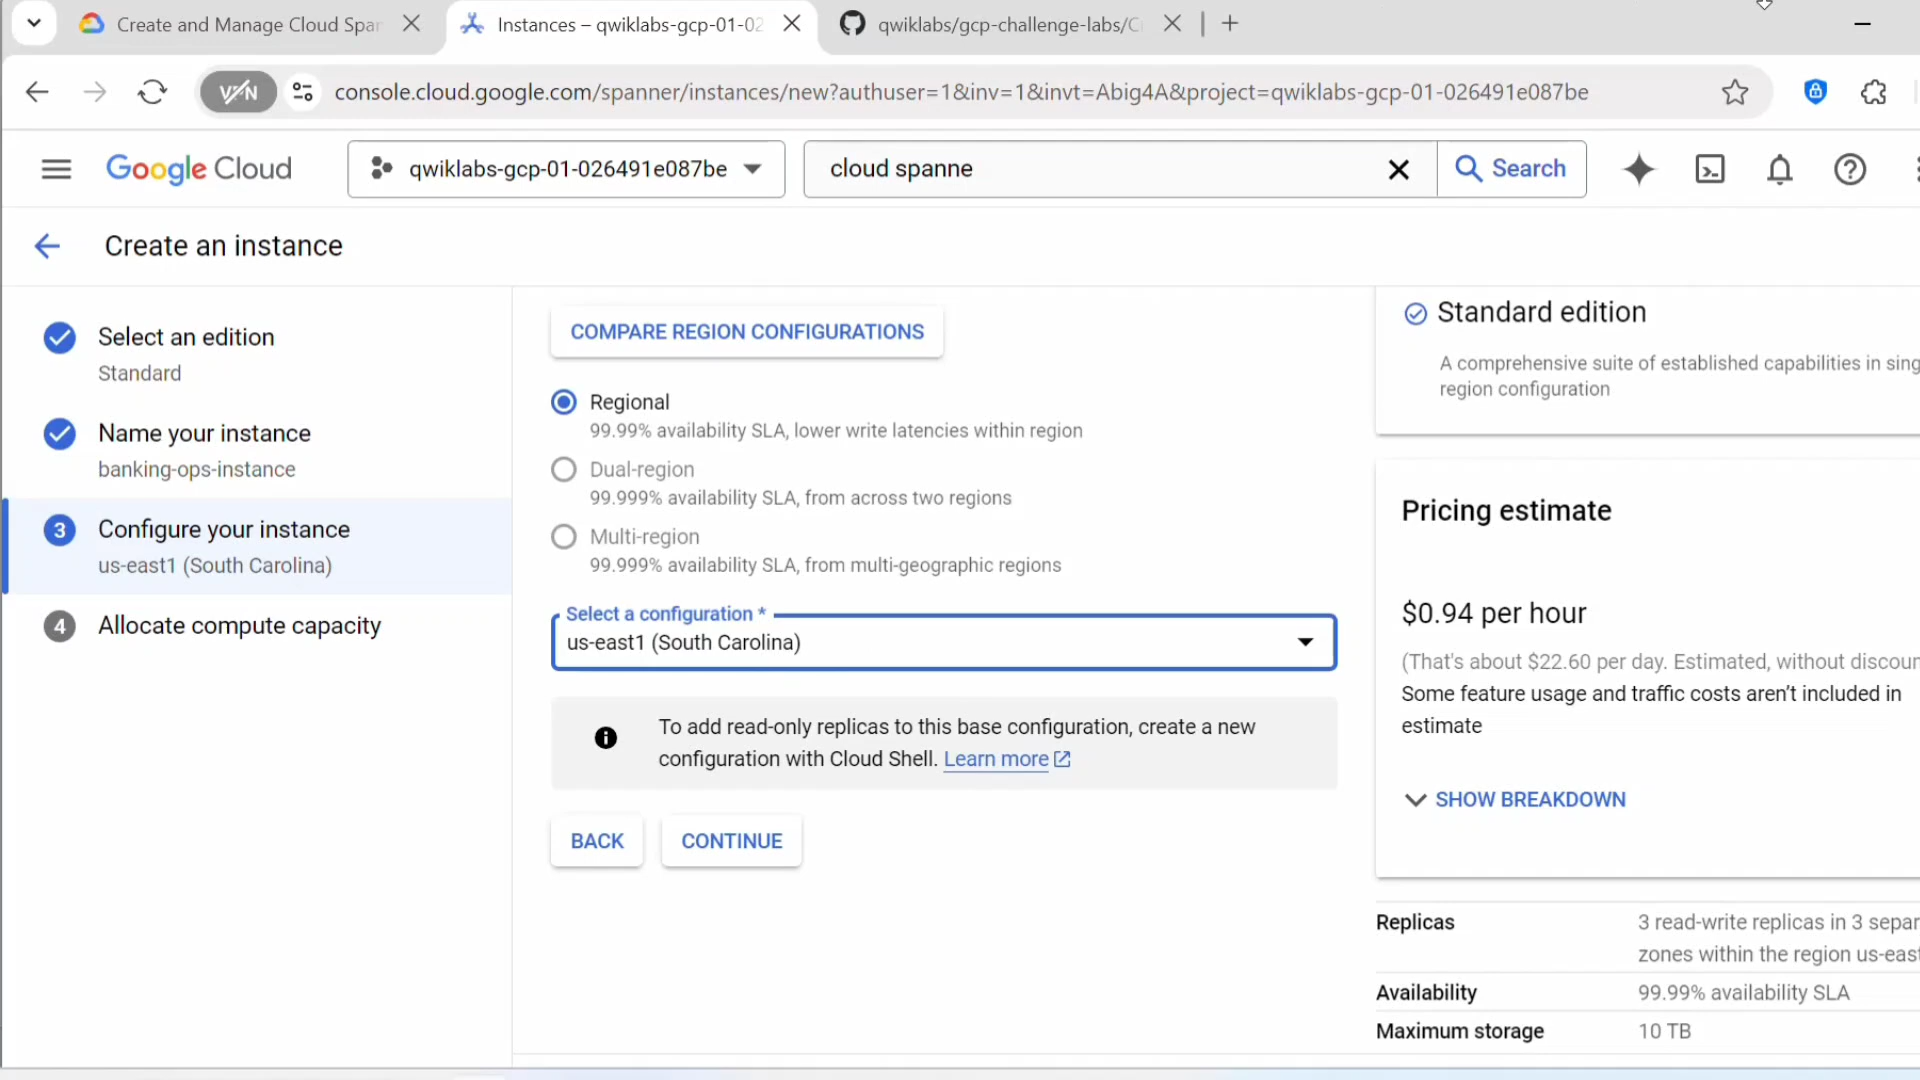 Create and Manage Cloud Spar
Instances – qwiklabs-gcp-01-02
qwiklabs/gcp-challenge-labs/C
VPN
console.cloud.google.com/spanner/instances/new?authuser=1&inv=1&invt=Abig4A&project=qwiklabs-gcp-01-026491e087be
Google Cloud
qwiklabs-gcp-01-026491e087be
cloud spanne
Search
Create an instance
Select an edition
Standard
Name your instance
banking-ops-instance
3
Configure your instance
us-east1 (South Carolina)
4
Allocate compute capacity
COMPARE REGION CONFIGURATIONS
Regional
99.99% availability SLA, lower write latencies within region
Dual-region
99.999% availability SLA, from across two regions
Multi-region
99.999% availability SLA, from multi-geographic regions
Select a configuration *
us-east1 (South Carolina)
To add read-only replicas to this base configuration, create a new
configuration with Cloud Shell. Learn more
BACK
CONTINUE
Standard edition
A comprehensive suite of established capabilities in sing
region configuration
Pricing estimate
$0.94 per hour
(That's about $22.60 per day. Estimated, without discoun
Some feature usage and traffic costs aren’t included in
estimate
SHOW BREAKDOWN
Replicas
3 read-write replicas in 3 separ
zones within the region us-east
Availability
99.99% availability SLA
Maximum storage
10 TB